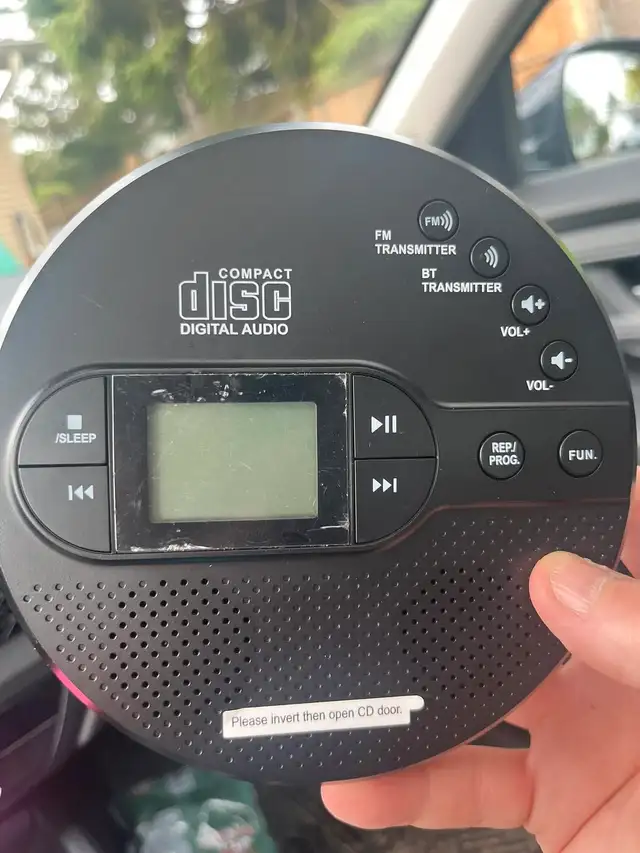 COMPACT
disc
DIGITAL AUDIO
FM
FM
TRANSMITTER
BT
TRANSMITTER
VOL+
VOL-
/SLEEP
REP./
PROG.
FUN.
Please invert then open CD door.